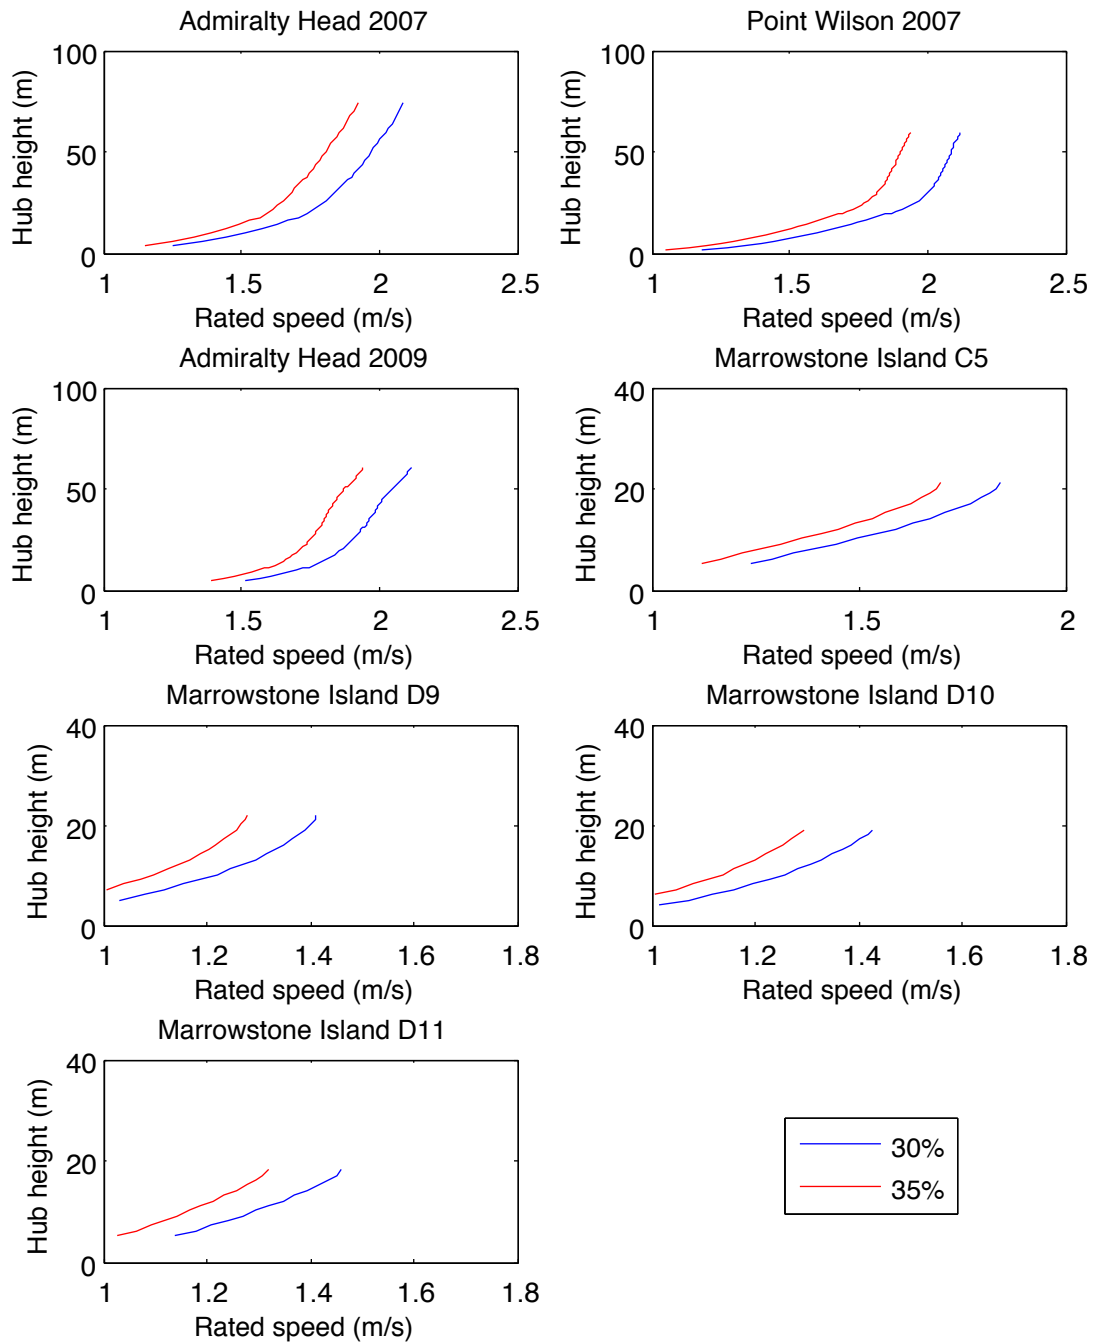 Admiralty Head 2007
100
50
0
Hub height (m)
1 1.5 2 2.5
Rated speed (m/s)
Point Wilson 2007
100
50
0
Hub height (m)
1 1.5 2 2.5
Rated speed (m/s)
Admiralty Head 2009
100
50
0
Hub height (m)
1 1.5 2 2.5
Rated speed (m/s)
Marrowstone Island C5
40
20
0
Hub height (m)
1 1.5 2
Rated speed (m/s)
Marrowstone Island D9
40
20
0
Hub height (m)
1 1.2 1.4 1.6 1.8
Rated speed (m/s)
Marrowstone Island D10
40
20
0
Hub height (m)
1 1.2 1.4 1.6 1.8
Rated speed (m/s)
Marrowstone Island D11
40
20
0
Hub height (m)
1 1.2 1.4 1.6 1.8
Rated speed (m/s)
30%
35%